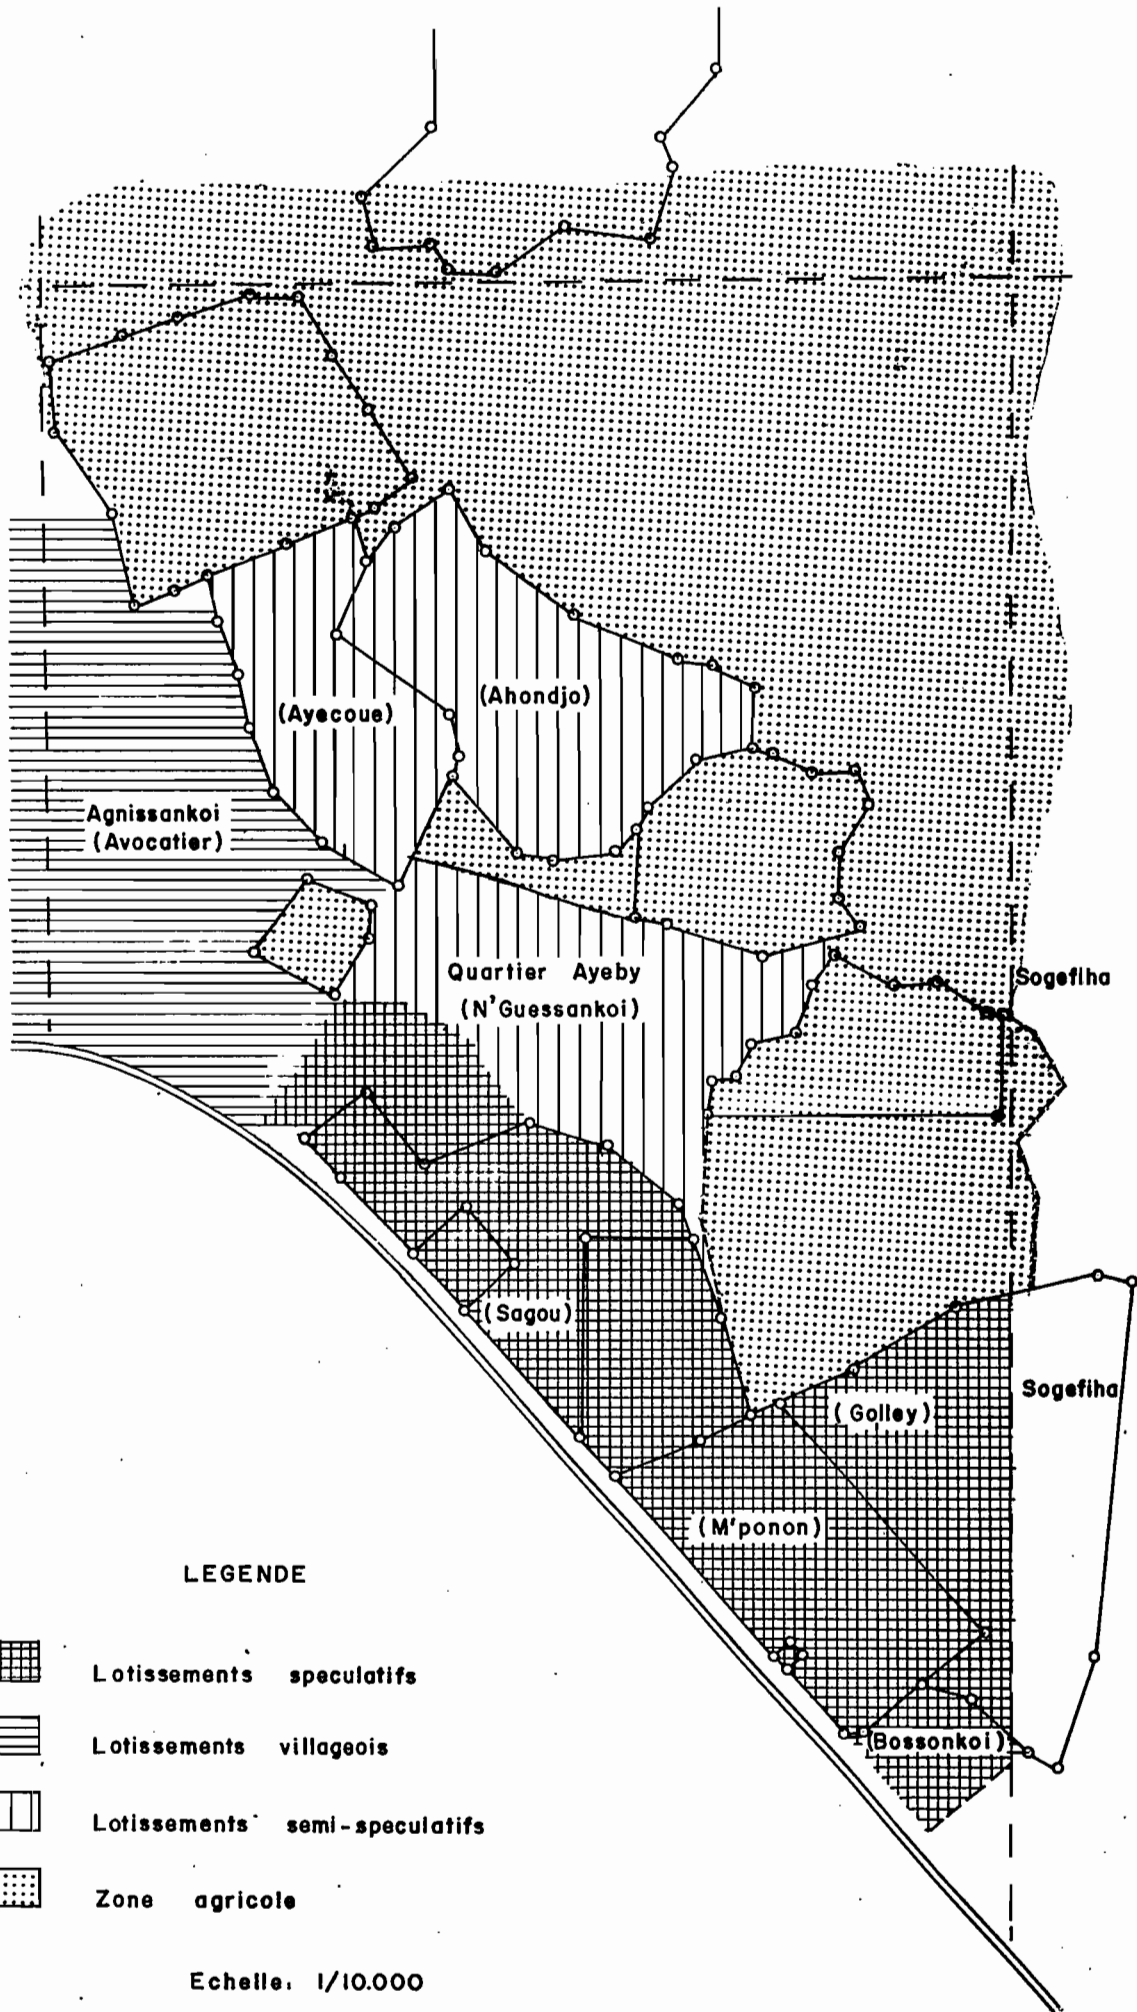 (Ahondjo)
(Ayecoue)
Agnissankoi
(Avocatier)
Quartier Ayeby
(N'Guessankoi)
Sogefiha
(Sagou)
Sogefiha
(Golley)
(M'ponon)
(Bossonkoi)
LEGENDE
Lotissements speculatifs
Lotissements villageois
Lotissements semi-speculatifs
Zone agricole
Echelle: 1/10.000